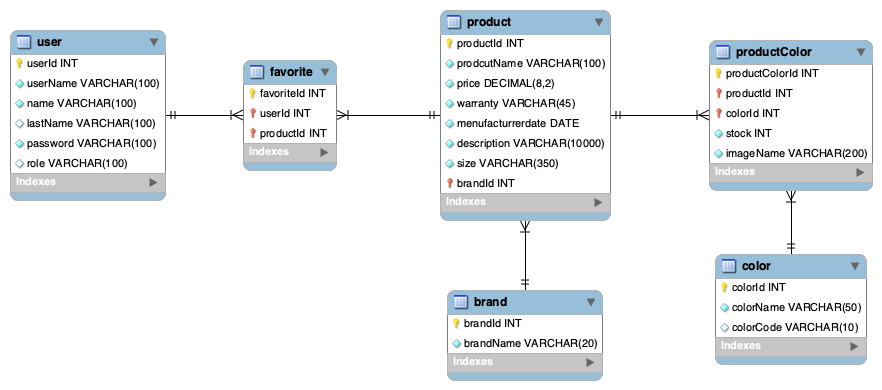 user
userId INT
userName VARCHAR(100)
name VARCHAR(100)
lastName VARCHAR(100)
password VARCHAR(100)
role VARCHAR(100)
Indexes
favorite
favoriteId INT
userId INT
productId INT
Indexes
product
productId INT
prodcutName VARCHAR(100)
price DECIMAL(8,2)
warranty VARCHAR(45)
menufacturrerdate DATE
description VARCHAR(10000)
size VARCHAR(350)
brandId INT
Indexes
productColor
productColorId INT
productId INT
colorId INT
stock INT
imageName VARCHAR(200)
Indexes
brand
brandId INT
brandName VARCHAR(20)
Indexes
color
colorId INT
colorName VARCHAR(50)
colorCode VARCHAR(10)
Indexes